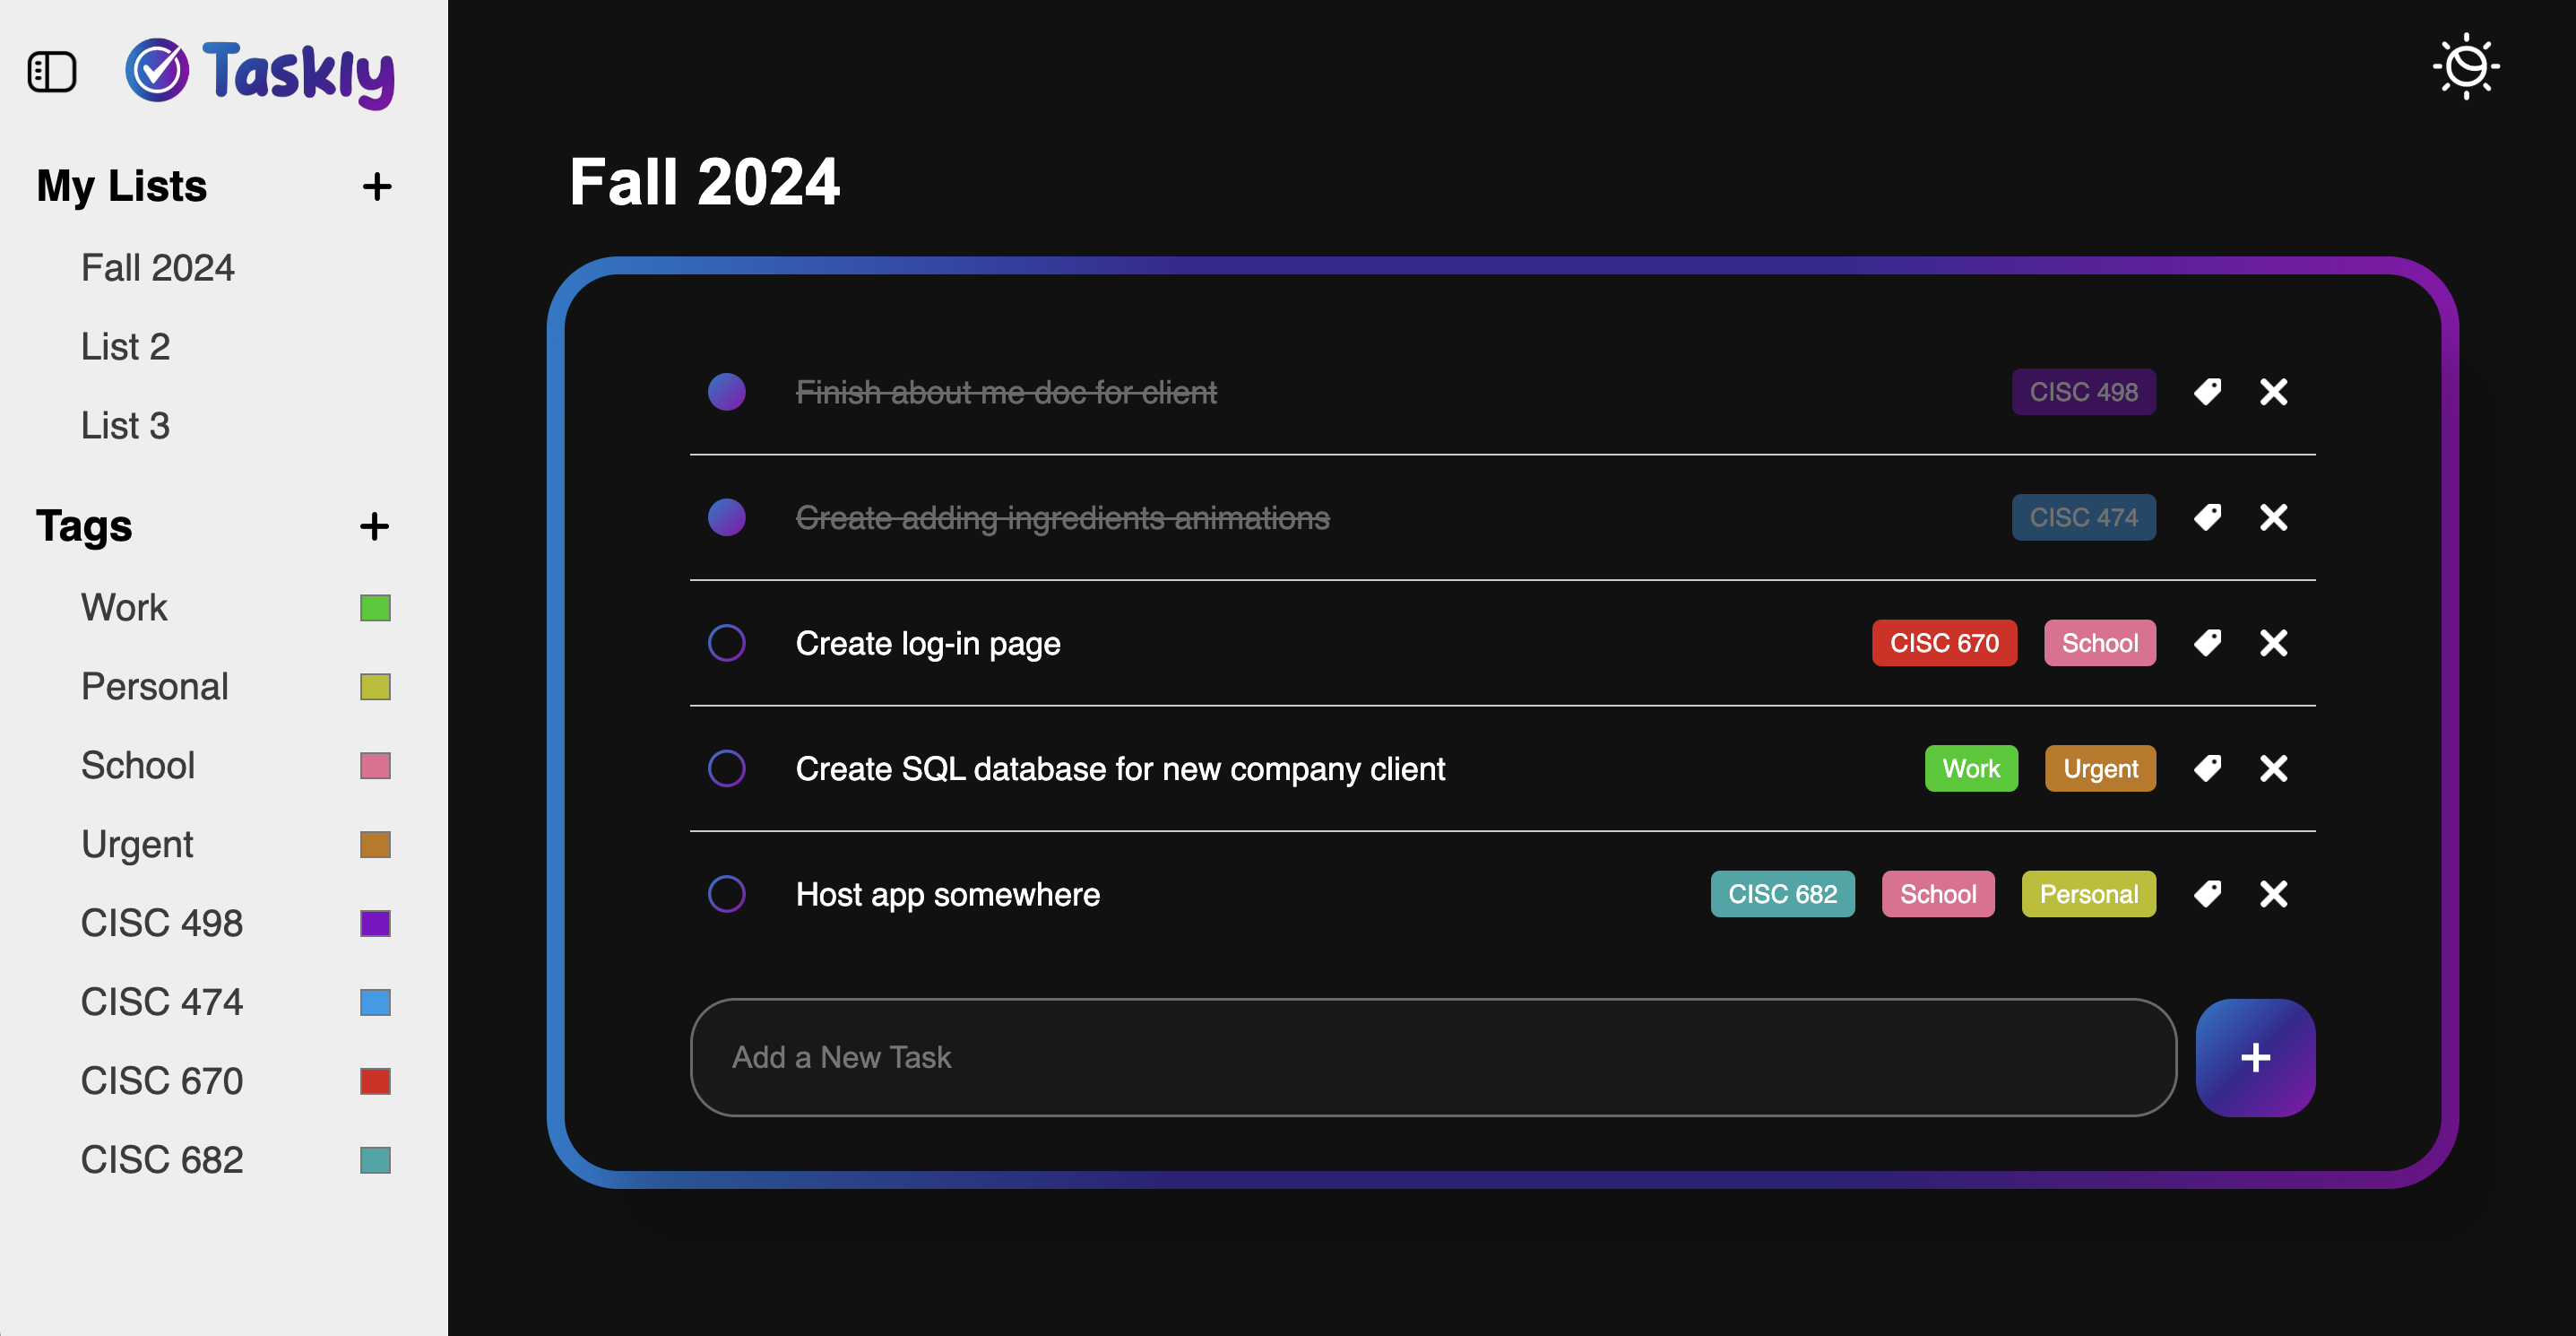 Taskly
My Lists +
Fall 2024
List 2
List 3
Tags +
Work
Personal
School
Urgent
CISC 498
CISC 474
CISC 670
CISC 682
Fall 2024
Finish about me doc for client CISC 498
Create adding ingredients animations CISC 474
Create log-in page CISC 670 School
Create SQL database for new company client Work Urgent
Host app somewhere CISC 682 School Personal
Add a New Task +